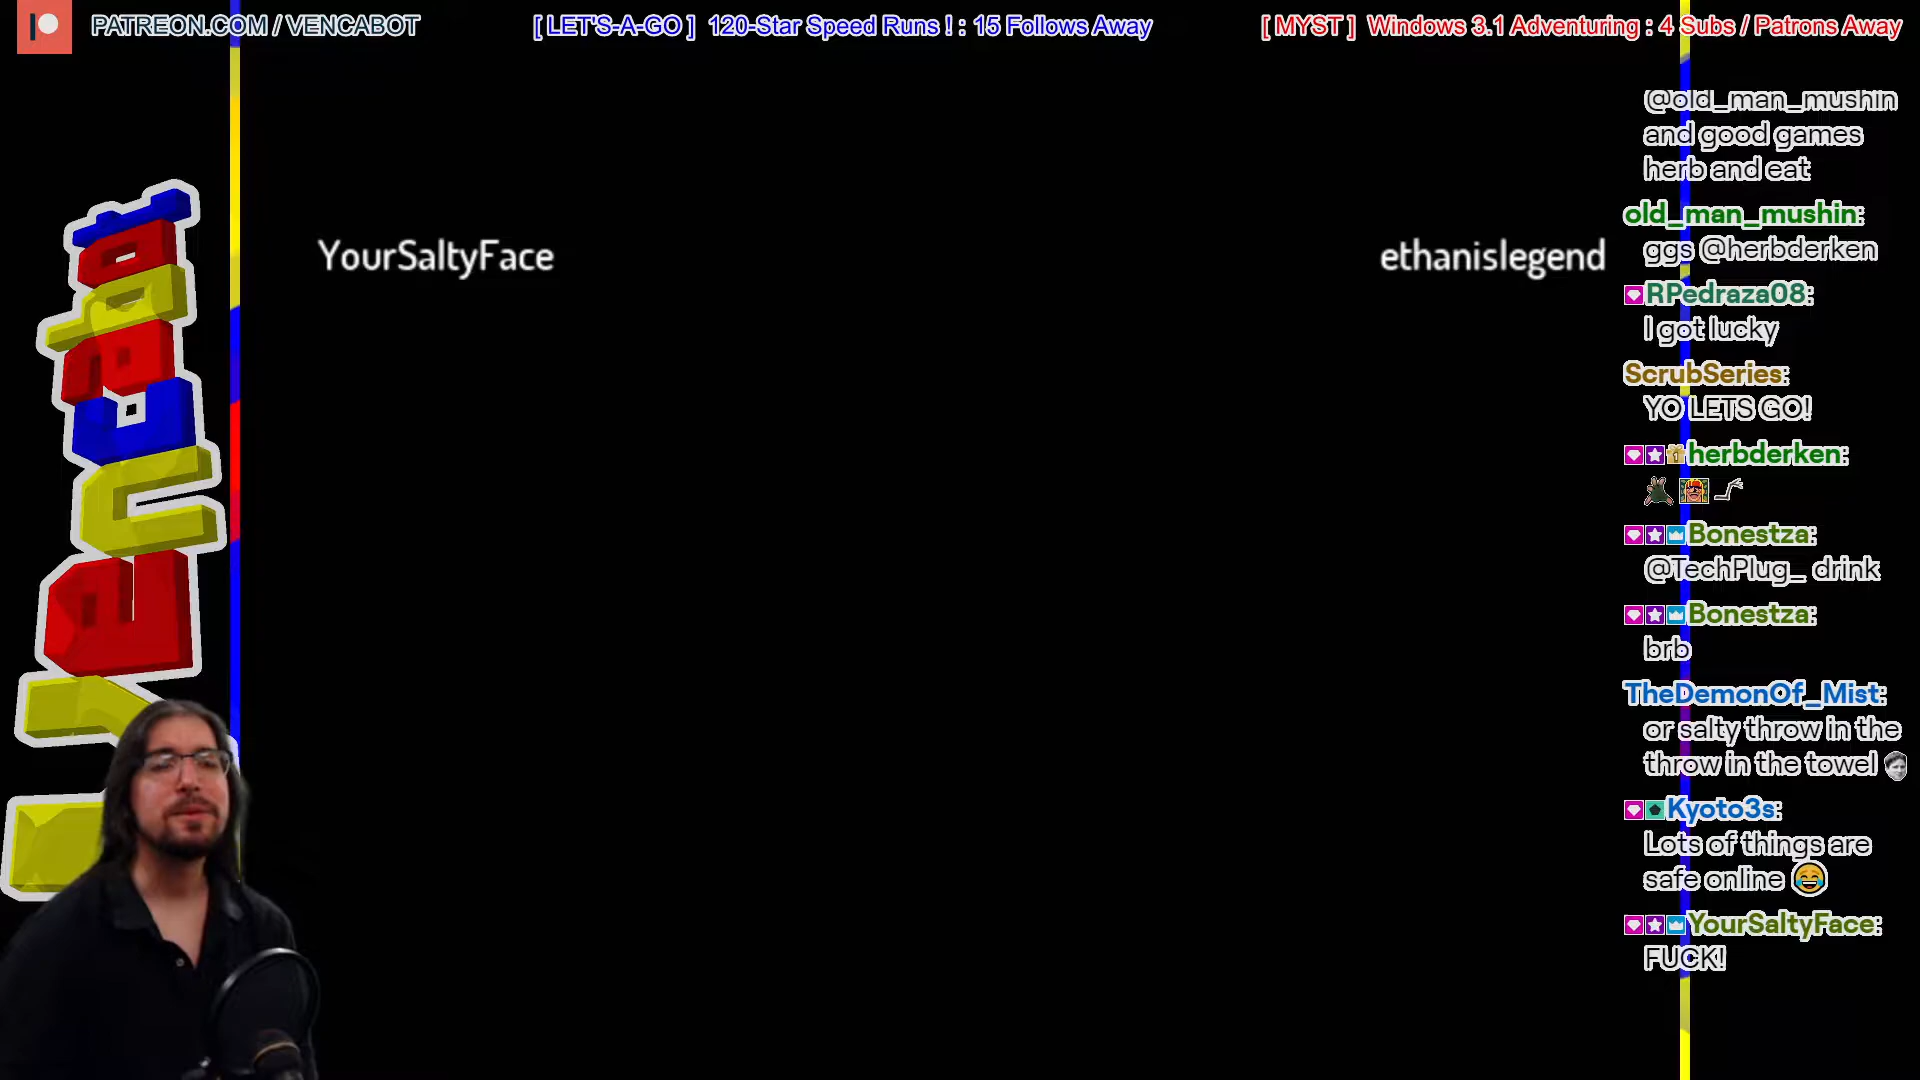 PATREON.COM / VENCABOT
[ LET'S-A-GO ] 120-Star Speed Runs ! : 15 Follows Away
[ MYST ] Windows 3.1 Adventuring : 4 Subs / Patrons Away
Vencabot
YourSaltyFace
ethanislegend
@old_man_mushin
and good games
herb and eat
old_man_mushin:
ggs @herbderken
RPedraza08:
I got lucky
ScrubSeries:
YO LETS GO!
herbderken:
Bonestza:
@TechPlug_ drink
Bonestza:
brb
TheDemonOf_Mist:
or salty throw in the
throw in the towel
Kyoto3s:
Lots of things are
safe online 😂
YourSaltyFace:
FUCK!